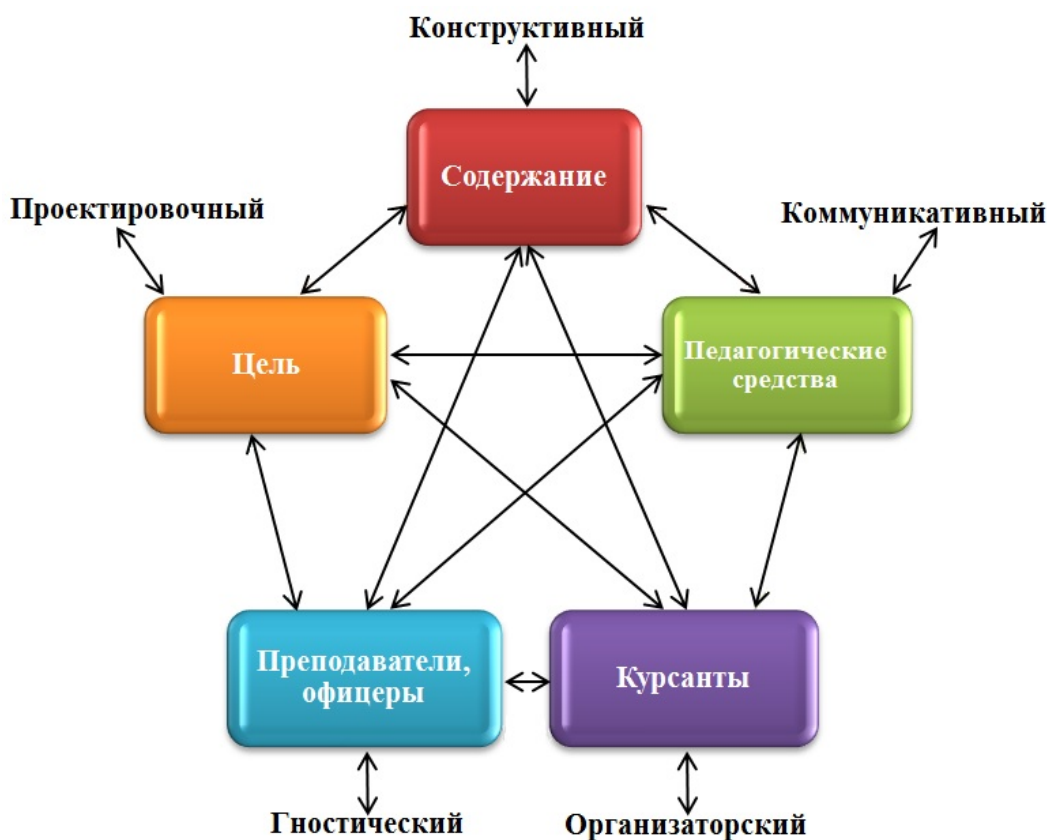 Конструктивный
Содержание
Проектировочный
Коммуникативный
Цель
Педагогические
средства
Преподаватели,
офицеры
Курсанты
Гностический
Организаторский